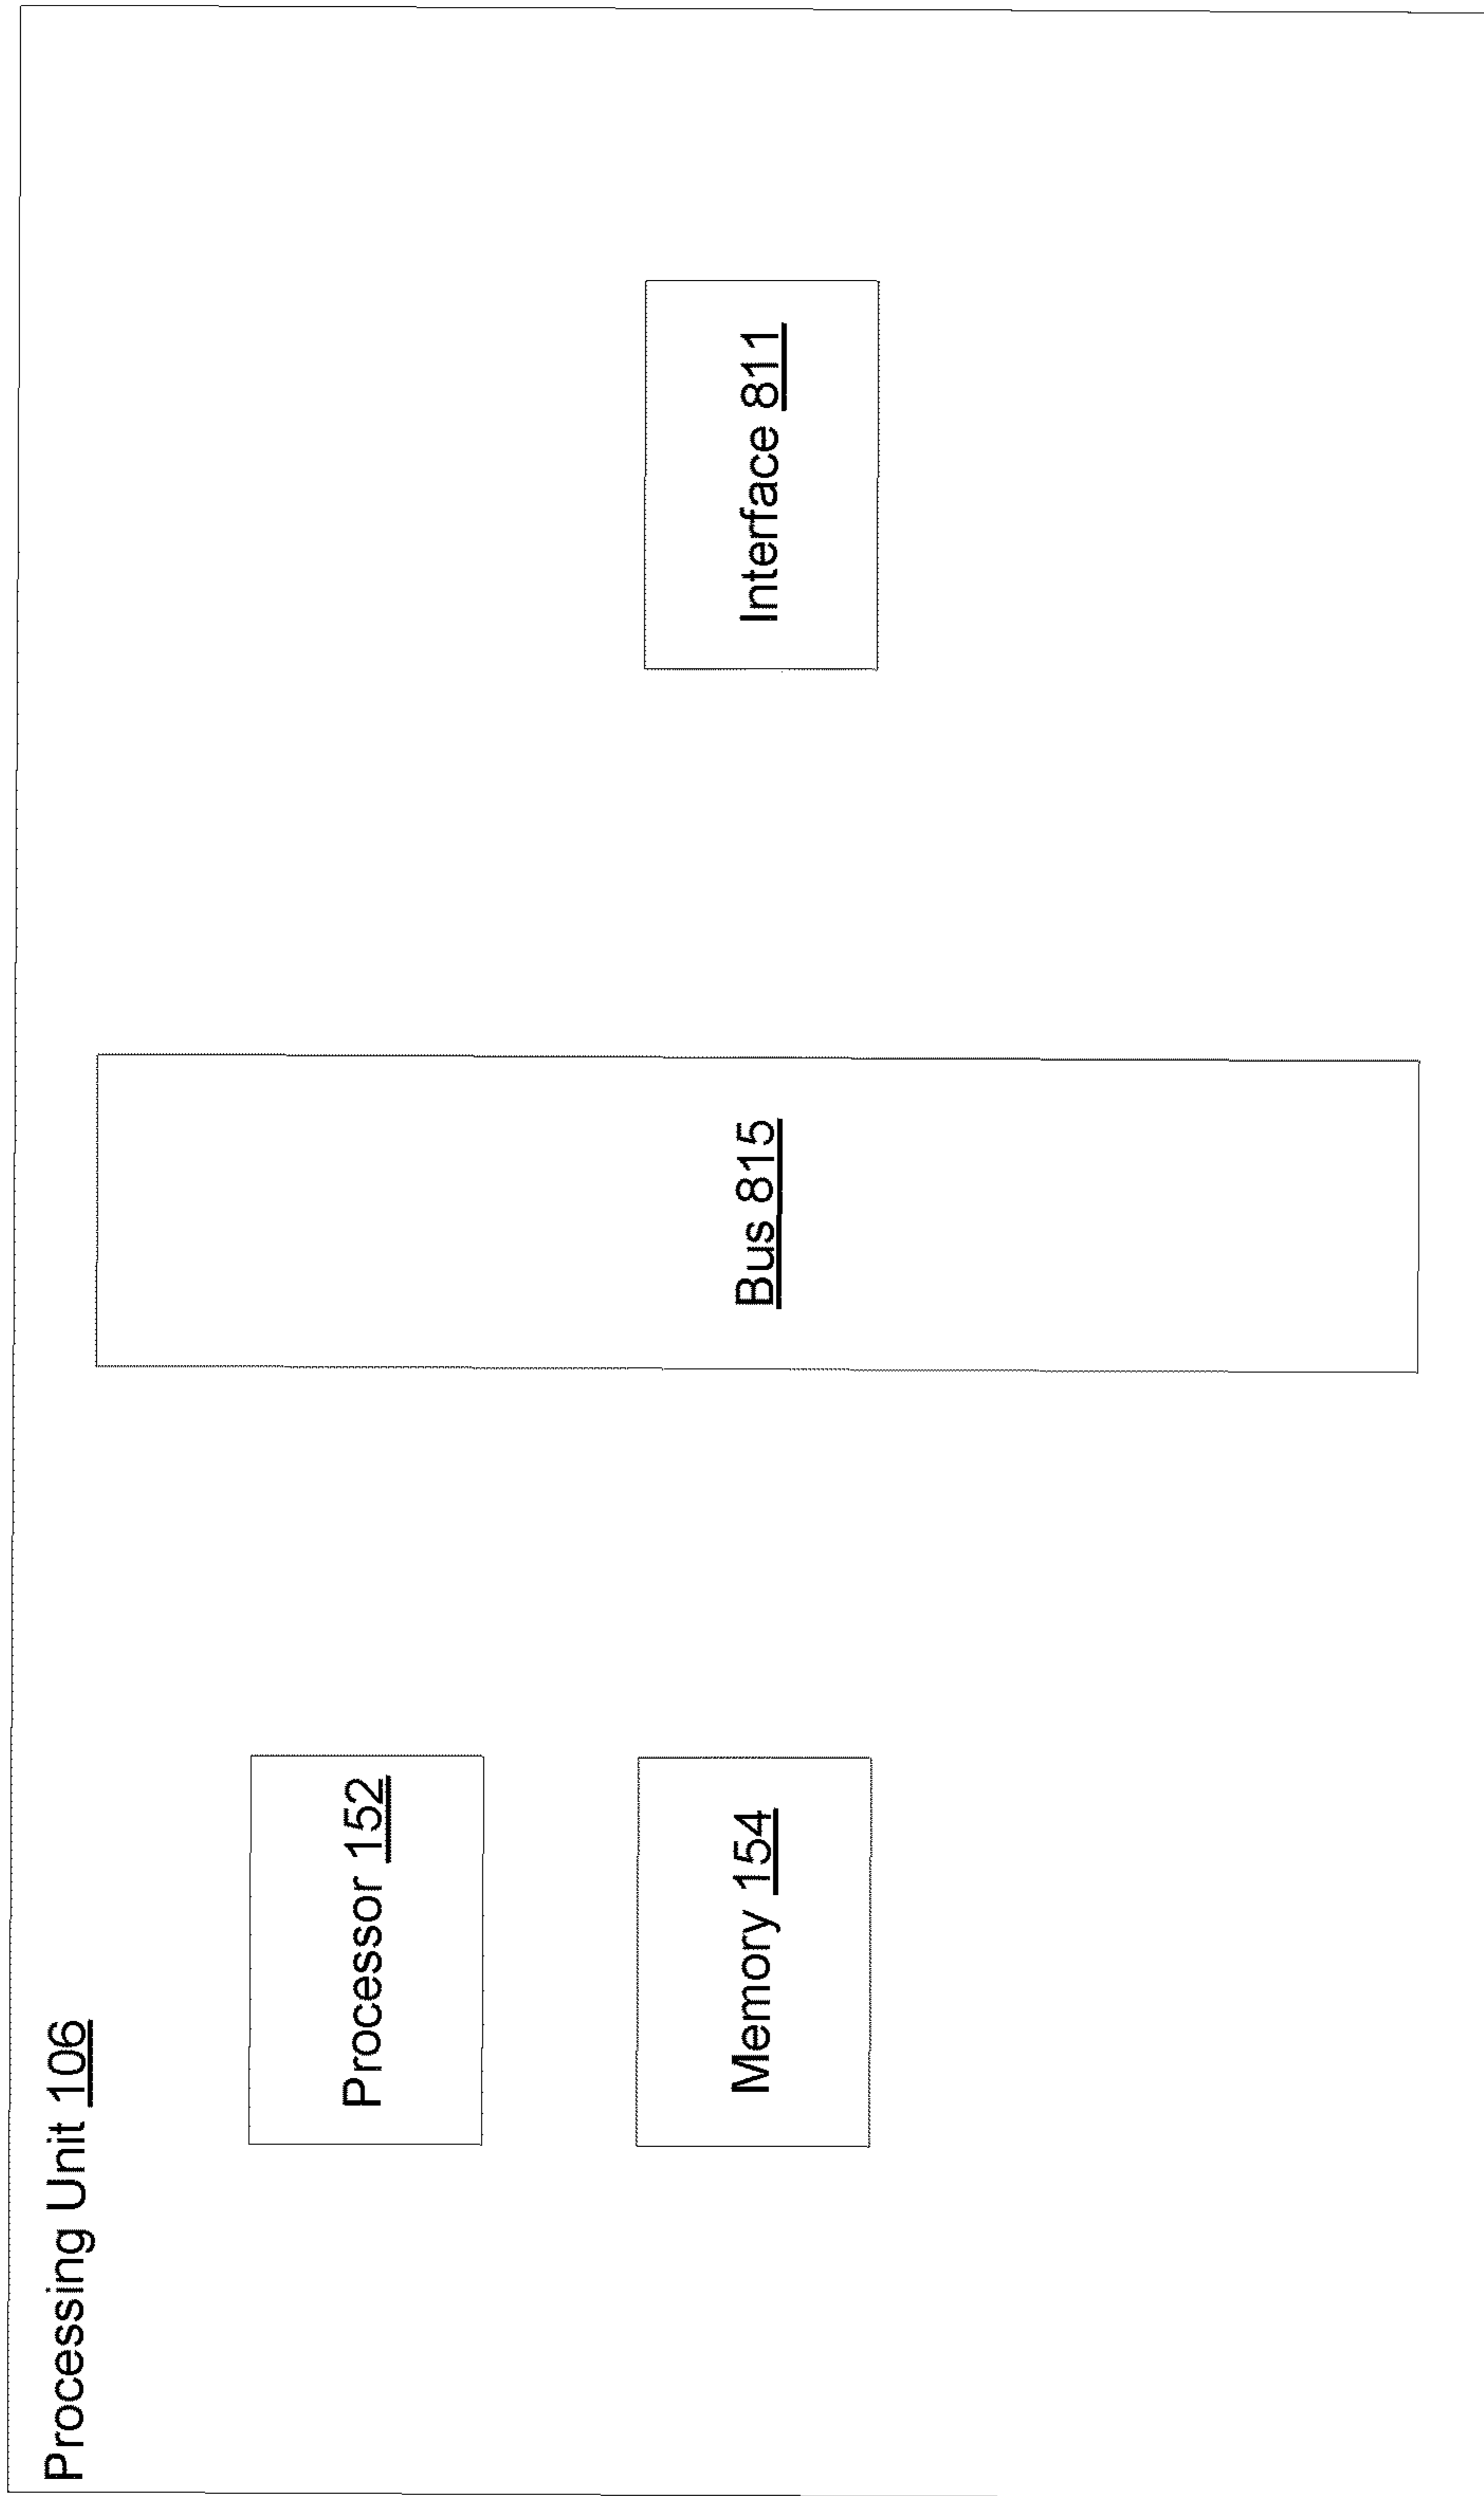 Processing Unit 106
Processor 152
Memory 154
Bus 815
Interface 811